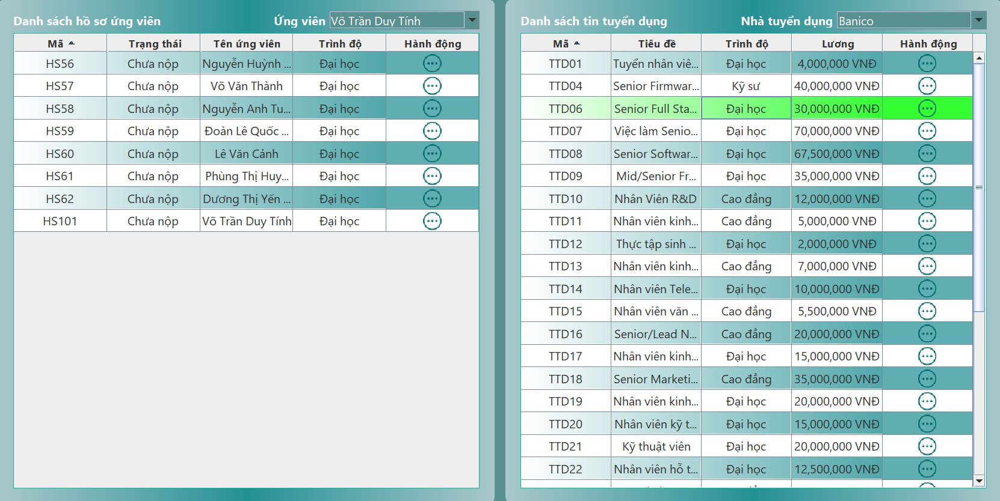 Danh sách hồ sơ ứng viên
Ứng viên Võ Trần Duy Tính
Mã Trạng thái Tên ứng viên Trình độ Hành động
HS56 Chưa nộp Nguyễn Huỳnh ... Đại học
HS57 Chưa nộp Võ Văn Thành Đại học
HS58 Chưa nộp Nguyễn Anh Tu... Đại học
HS59 Chưa nộp Đoàn Lê Quốc ... Đại học
HS60 Chưa nộp Lê Văn Cảnh Đại học
HS61 Chưa nộp Phùng Thị Huy... Đại học
HS62 Chưa nộp Dương Thị Yến ... Đại học
HS101 Chưa nộp Võ Trần Duy Tính Đại học
Danh sách tin tuyển dụng
Nhà tuyển dụng Banico
Mã Tiêu đề Trình độ Lương Hành động
TTD01 Tuyển nhân viê... Đại học 4,000,000 VNĐ
TTD04 Senior Firmwar... Kỹ sư 40,000,000 VNĐ
TTD06 Senior Full Sta... Đại học 30,000,000 VNĐ
TTD07 Việc làm Senio... Đại học 70,000,000 VNĐ
TTD08 Senior Softwar... Đại học 67,500,000 VNĐ
TTD09 Mid/Senior Fr... Đại học 35,000,000 VNĐ
TTD10 Nhân Viên R&D Cao đẳng 12,000,000 VNĐ
TTD11 Nhân viên kinh... Cao đẳng 5,000,000 VNĐ
TTD12 Thực tập sinh ... Đại học 2,000,000 VNĐ
TTD13 Nhân viên kinh... Cao đẳng 7,000,000 VNĐ
TTD14 Nhân viên Tele... Đại học 10,000,000 VNĐ
TTD15 Nhân viên văn ... Cao đẳng 5,500,000 VNĐ
TTD16 Senior/Lead N... Cao đẳng 20,000,000 VNĐ
TTD17 Nhân viên kinh... Đại học 15,000,000 VNĐ
TTD18 Senior Marketi... Cao đẳng 35,000,000 VNĐ
TTD19 Nhân viên kinh... Đại học 20,000,000 VNĐ
TTD20 Nhân viên kỹ t... Đại học 15,000,000 VNĐ
TTD21 Kỹ thuật viên Đại học 20,000,000 VNĐ
TTD22 Nhân viên hỗ t... Đại học 12,500,000 VNĐ